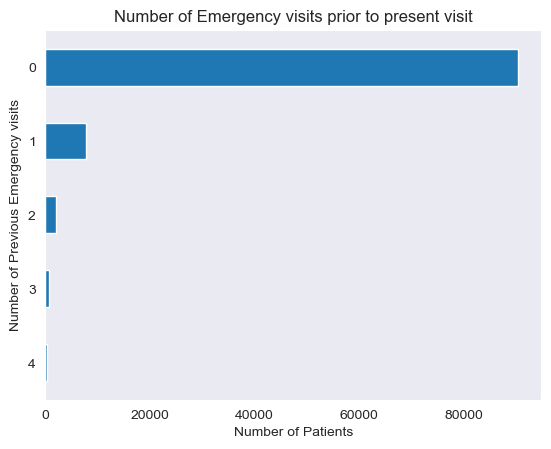 Number of Emergency visits prior to present visit
Number of Previous Emergency visits
0
1
2
3
4
0 20000 40000 60000 80000
Number of Patients